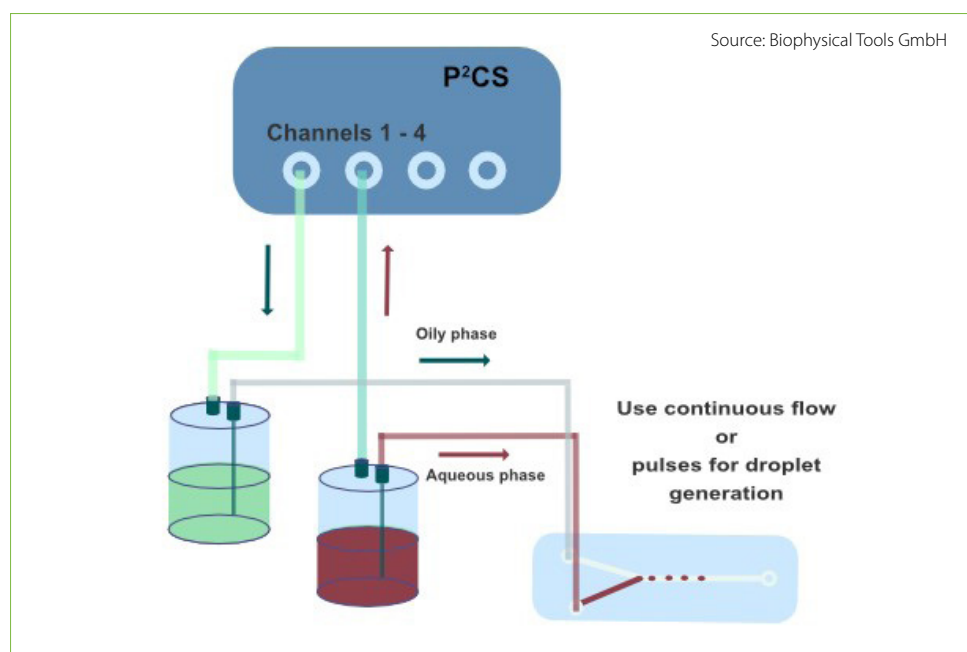 Source: Biophysical Tools GmbH
P²CS
Channels 1 - 4
Oily phase
Use continuous flow
or
pulses for droplet
generation
Aqueous phase